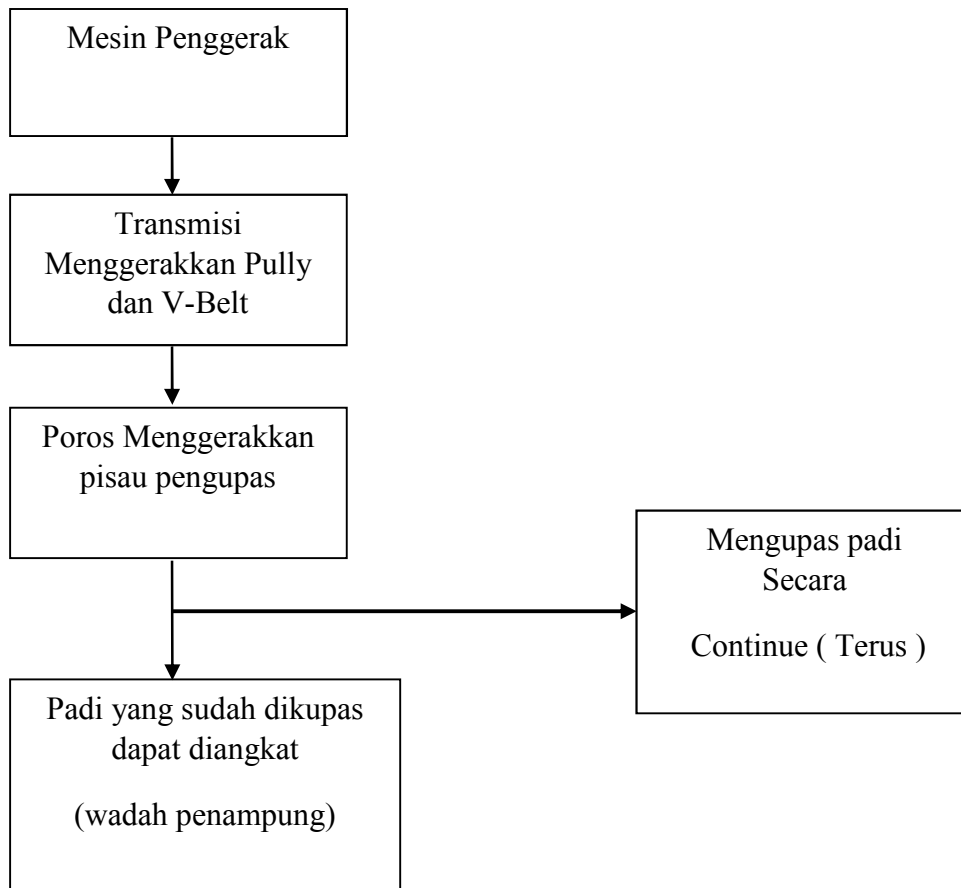 Mesin Penggerak
Transmisi
Menggerakkan Pully
dan V-Belt
Poros Menggerakkan
pisau pengupas
Mengupas padi
Secara
Continue ( Terus )
Padi yang sudah dikupas
dapat diangkat
(wadah penampung)